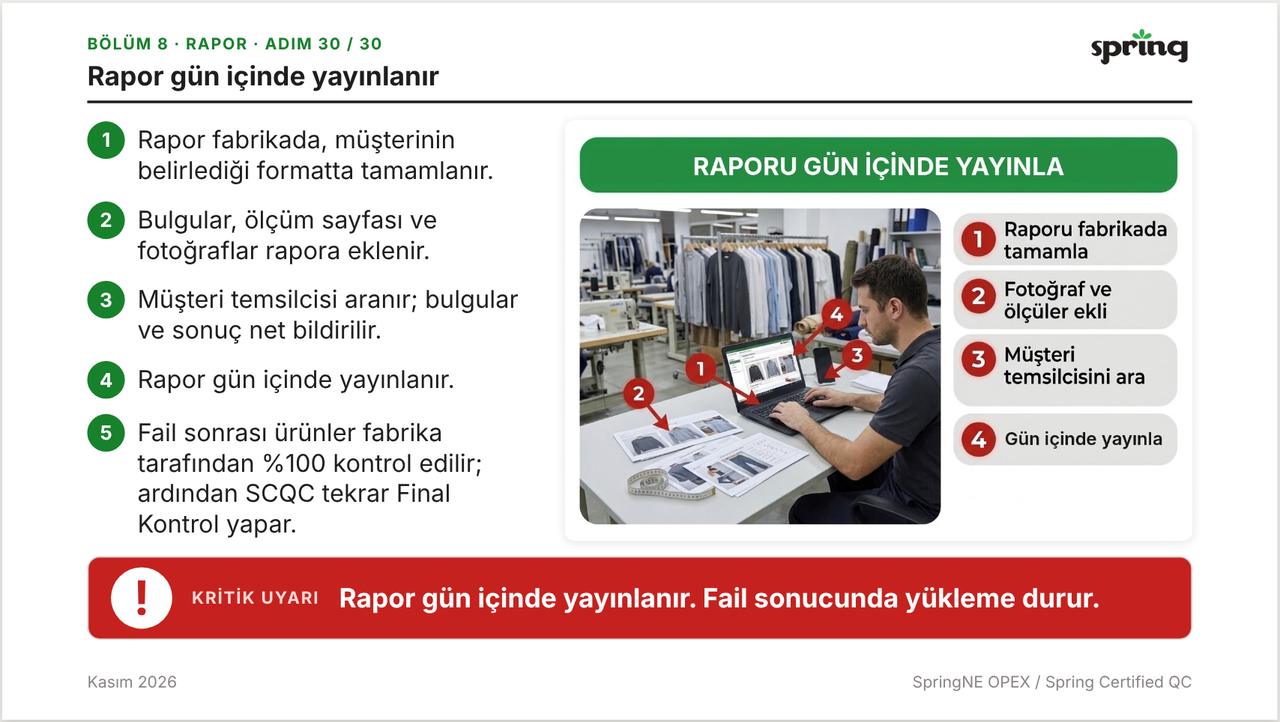 BÖLÜM 8 · RAPOR · ADIM 30 / 30
Rapor gün içinde yayınlanır
spring
1 Rapor fabrikada, müşterinin
belirlediği formatta tamamlanır.
2 Bulgular, ölçüm sayfası ve
fotoğraflar rapora eklenir.
3 Müşteri temsilcisi aranır; bulgular
ve sonuç net bildirilir.
4 Rapor gün içinde yayınlanır.
5 Fail sonrası ürünler fabrika
tarafından %100 kontrol edilir;
ardından SCQC tekrar Final
Kontrol yapar.
RAPORU GÜN İÇİNDE YAYINLA
4
3
1
2
1 Raporu fabrikada
tamamla
2 Fotoğraf ve
ölçüler ekli
3 Müşteri
temsilcisini ara
4 Gün içinde yayınla
! KRİTİK UYARI Rapor gün içinde yayınlanır. Fail sonucunda yükleme durur.
Kasım 2026
SpringNE OPEX / Spring Certified QC